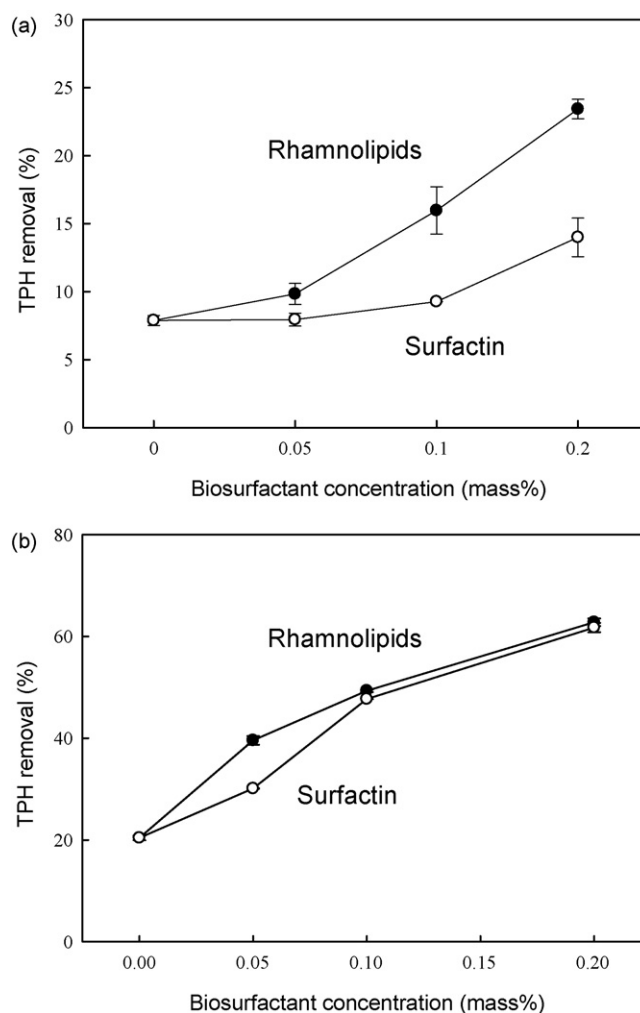 (a)
30
25
Rhamnolipids
20
TPH removal (%)
15
10
Surfactin
5
0
0 0.05 0.1 0.2
Biosurfactant concentration (mass%)
(b)
80
Rhamnolipids
60
TPH removal (%)
40
Surfactin
20
0
0.00 0.05 0.10 0.15 0.20
Biosurfactant concentration (mass%)